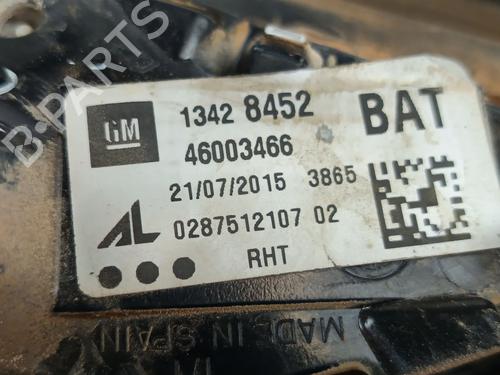 B-PARTS
GM
1342 8452
BAT
46003466
21/07/2015 3865
AL
0287512107 02
RHT
MADE IN SPAIN